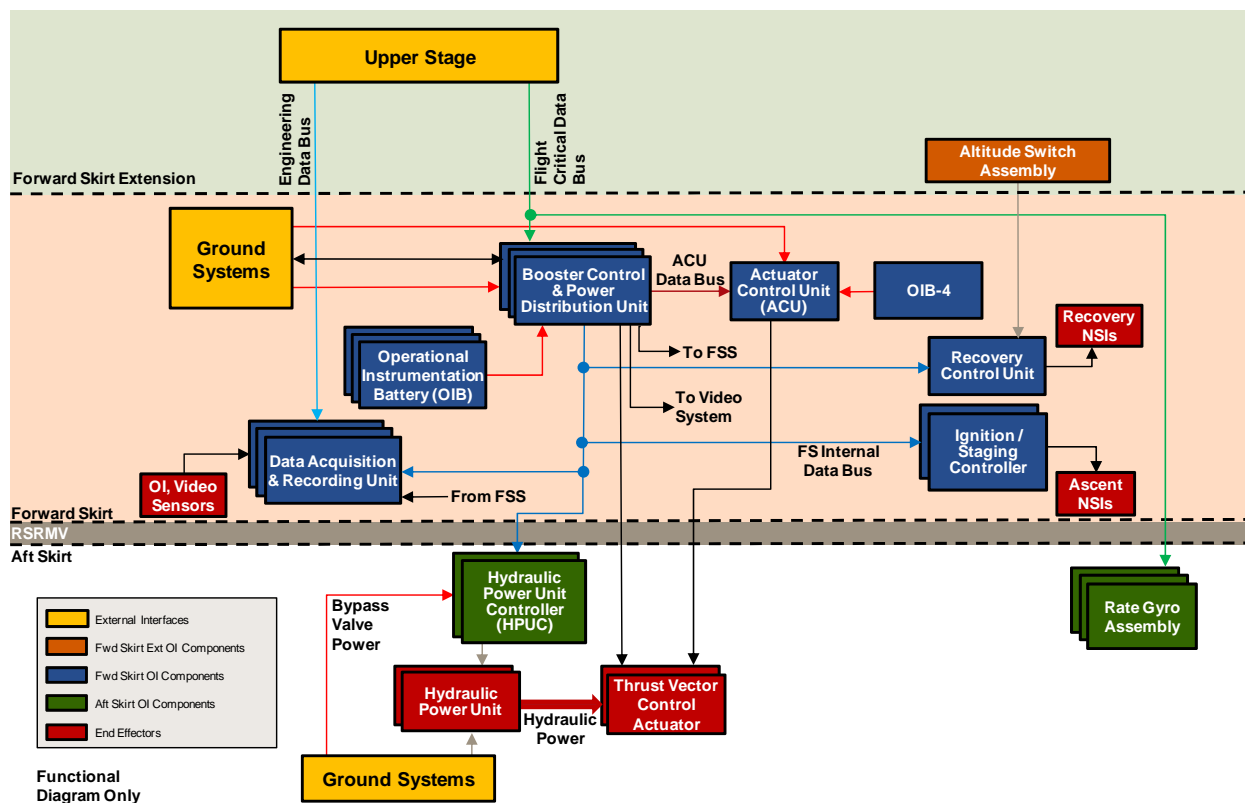 Upper Stage
Engineering
Data Bus
Flight
Critical Data
Bus
Altitude Switch
Assembly
Forward Skirt Extension
Ground
Systems
Booster Control
& Power
Distribution Unit
ACU
Data Bus
Actuator
Control Unit
(ACU)
OIB-4
Recovery
NSIs
Operational
Instrumentation
Battery (OIB)
To FSS
Recovery
Control Unit
To Video
System
Data Acquisition
& Recording Unit
FS Internal
Data Bus
Ignition /
Staging
Controller
OI, Video
Sensors
From FSS
Ascent
NSIs
Forward Skirt
RSRMV
Aft Skirt
Hydraulic
Power Unit
Controller
(HPUC)
Rate Gyro
Assembly
Bypass
Valve
Power
External Interfaces
Fwd Skirt Ext OI Components
Fwd Skirt OI Components
Aft Skirt OI Components
End Effectors
Hydraulic
Power Unit
Hydraulic
Power
Thrust Vector
Control
Actuator
Ground Systems
Functional
Diagram Only